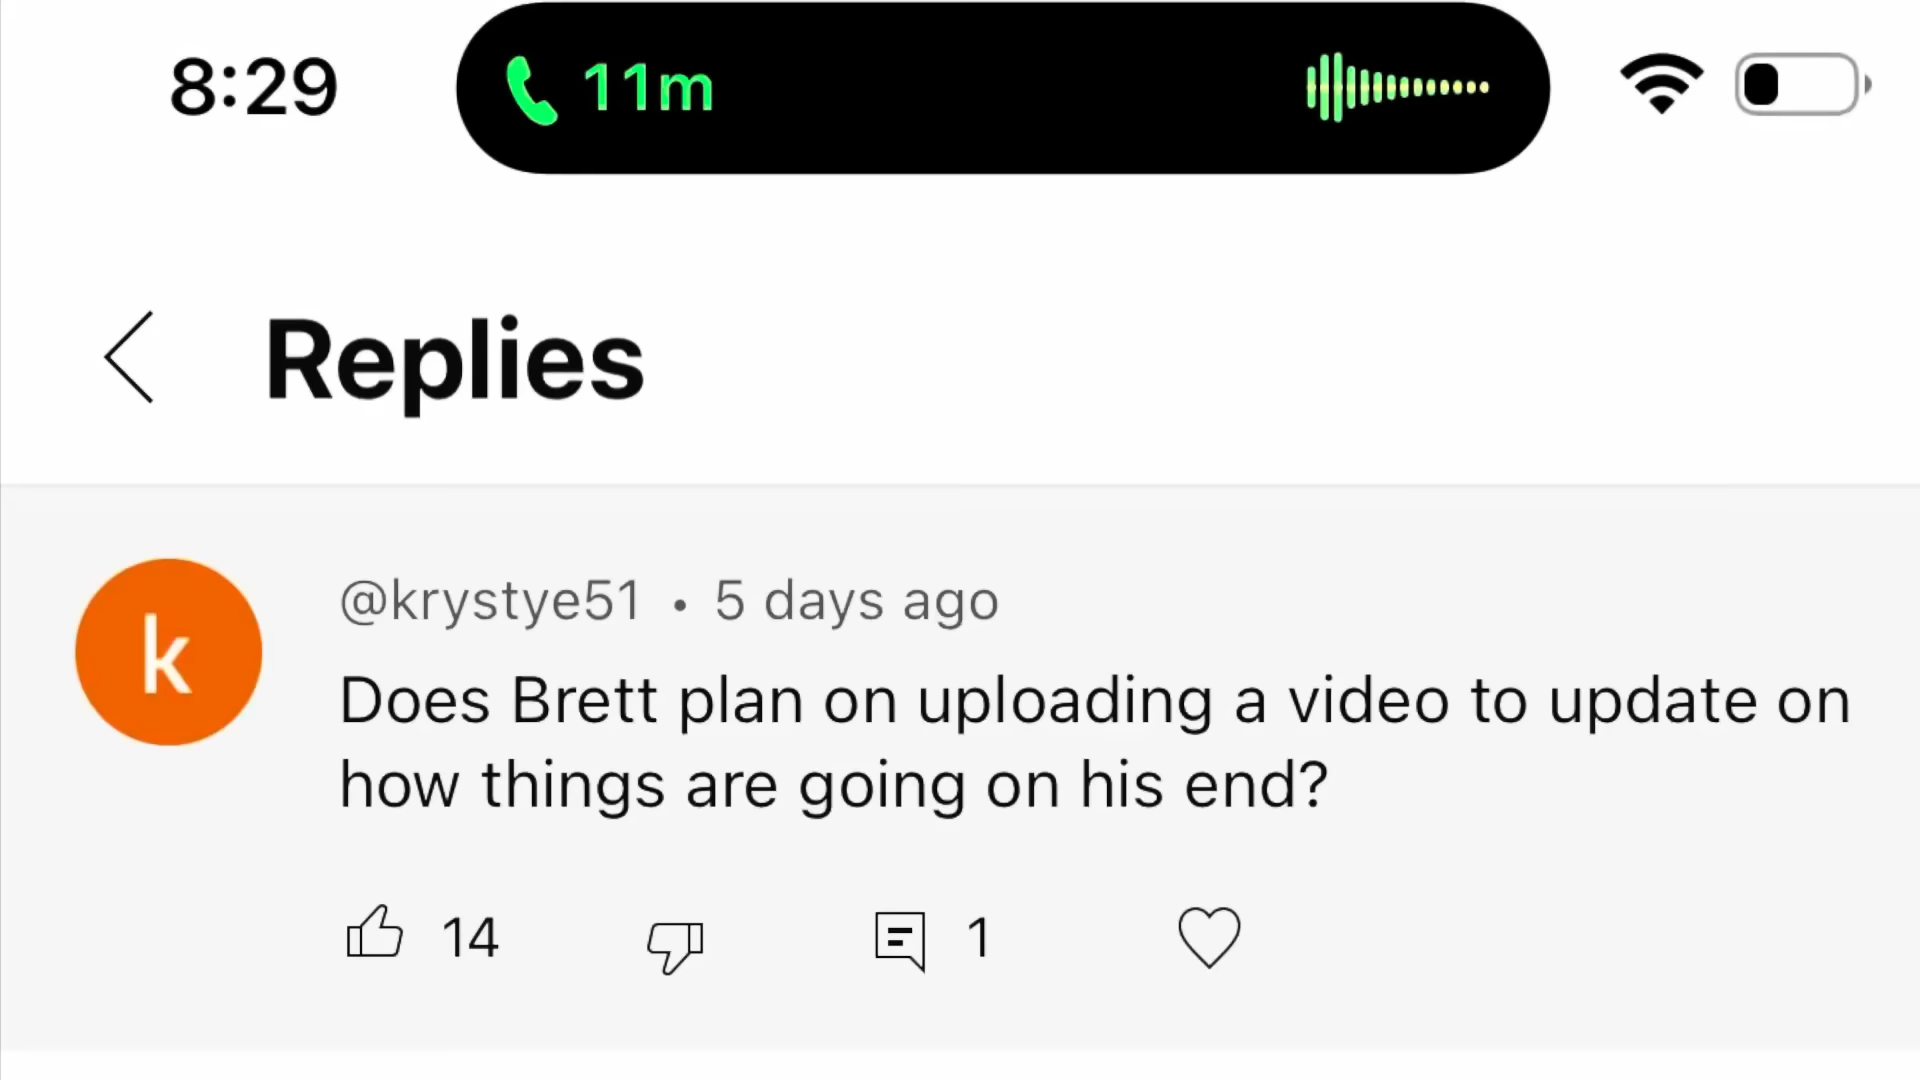 8:29 11m
Replies
k
@krystye51 • 5 days ago
Does Brett plan on uploading a video to update on
how things are going on his end?
14 1